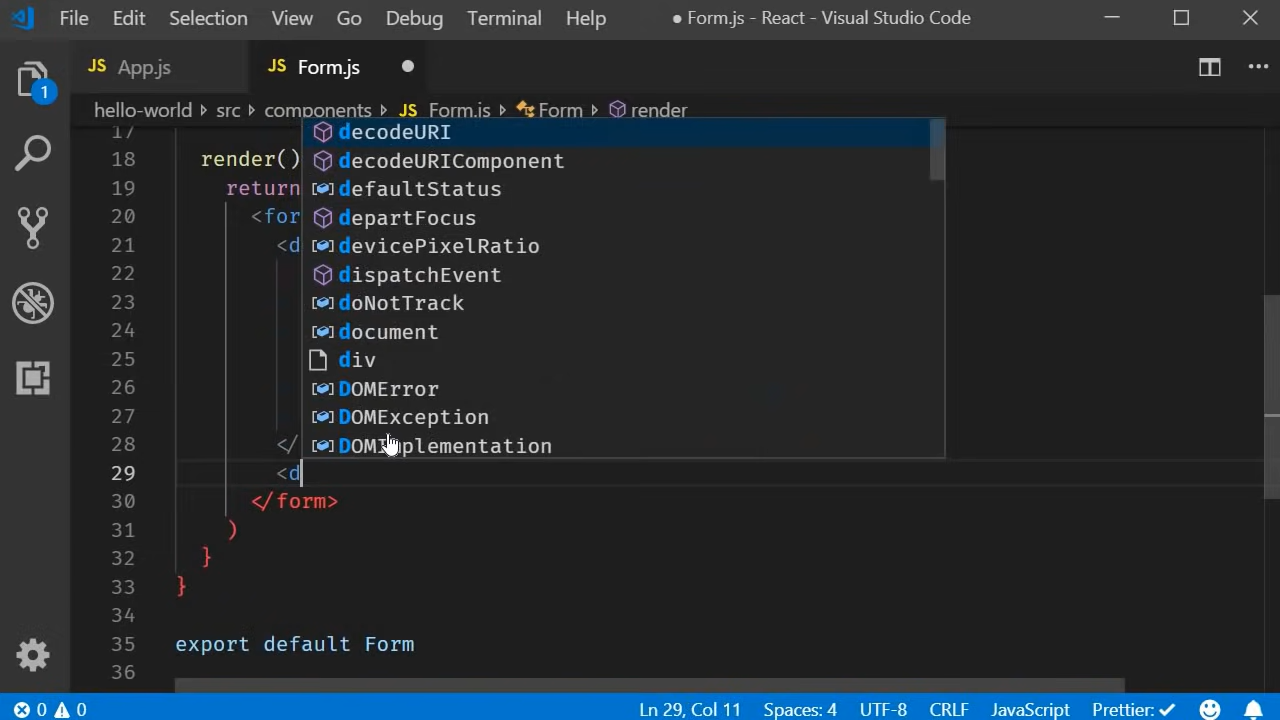 File Edit Selection View Go Debug Terminal Help ● Form.js - React - Visual Studio Code
JS App.js JS Form.js
1
hello-world > src > components > JS Form.js > Form > render
17
18 render()
19 return
20 <for
21 <d
22
23
24
25
26
27
28 </
29 <d
30 </form>
31 )
32 }
33 }
34
35 export default Form
36
decodeURI
decodeURIComponent
defaultStatus
departFocus
devicePixelRatio
dispatchEvent
doNotTrack
document
div
DOMError
DOMException
DOMImplementation
0 0 Ln 29, Col 11 Spaces: 4 UTF-8 CRLF JavaScript Prettier: ✓